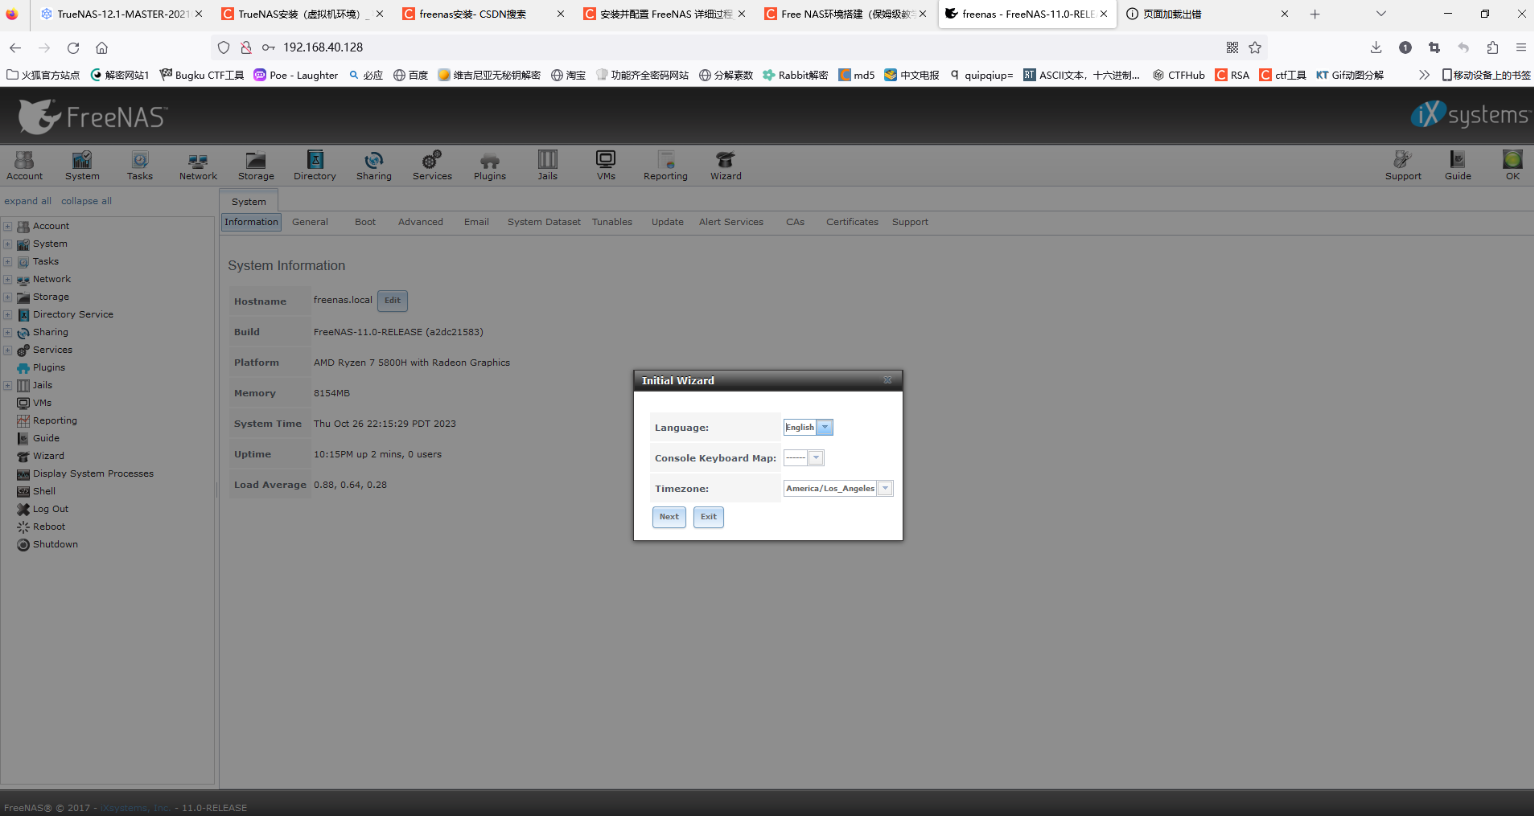 TrueNAS-12.1-MASTER-2021
TrueNAS安装（虚拟机环境）_
freenas安装- CSDN搜索
安装并配置 FreeNAS 详细过程
Free NAS环境搭建（保姆级教
freenas - FreeNAS-11.0-RELE
页面加载出错
192.168.40.128
火狐官方站点 解密网站1 Bugku CTF工具 Poe - Laughter 必应 百度 维吉尼亚无秘钥解密 淘宝 功能齐全密码网站 分解素数 Rabbit解密 md5 中文电报 quipqiup= ASCII文本，十六进制... CTFHub RSA ctf工具 Gif动图分解 移动设备上的书签
FreeNAS
iXsystems
Account System Tasks Network Storage Directory Sharing Services Plugins Jails VMs Reporting Wizard Support Guide OK
expand all collapse all
Account
System
Tasks
Network
Storage
Directory Service
Sharing
Services
Plugins
Jails
VMs
Reporting
Guide
Wizard
Display System Processes
Shell
Log Out
Reboot
Shutdown
System
Information General Boot Advanced Email System Dataset Tunables Update Alert Services CAs Certificates Support
System Information
Hostname freenas.local Edit
Build FreeNAS-11.0-RELEASE (a2dc21583)
Platform AMD Ryzen 7 5800H with Radeon Graphics
Memory 8154MB
System Time Thu Oct 26 22:15:29 PDT 2023
Uptime 10:15PM up 2 mins, 0 users
Load Average 0.88, 0.64, 0.28
Initial Wizard
Language: English
Console Keyboard Map: ------
Timezone: America/Los_Angeles
Next Exit
FreeNAS® © 2017 - iXsystems, Inc. - 11.0-RELEASE